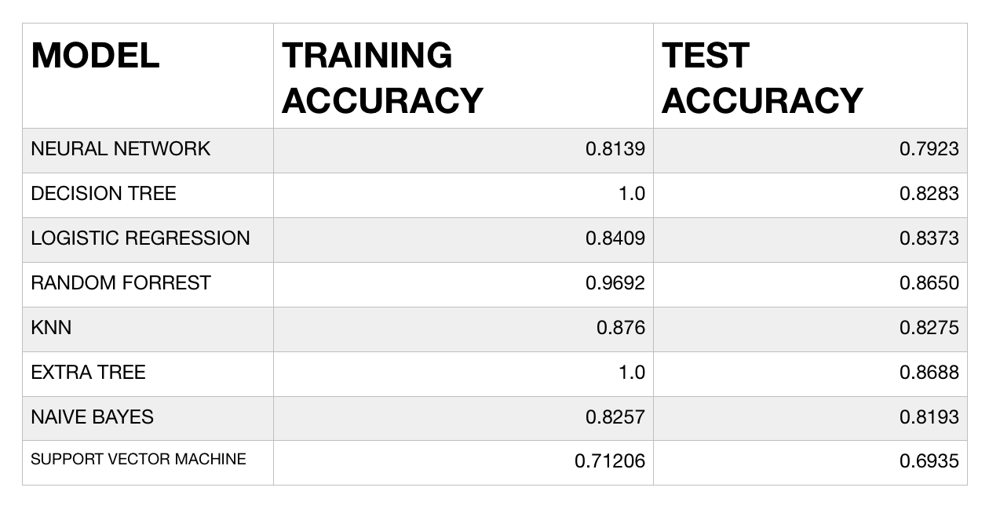 MODEL TRAINING ACCURACY TEST ACCURACY
NEURAL NETWORK 0.8139 0.7923
DECISION TREE 1.0 0.8283
LOGISTIC REGRESSION 0.8409 0.8373
RANDOM FORREST 0.9692 0.8650
KNN 0.876 0.8275
EXTRA TREE 1.0 0.8688
NAIVE BAYES 0.8257 0.8193
SUPPORT VECTOR MACHINE 0.71206 0.6935